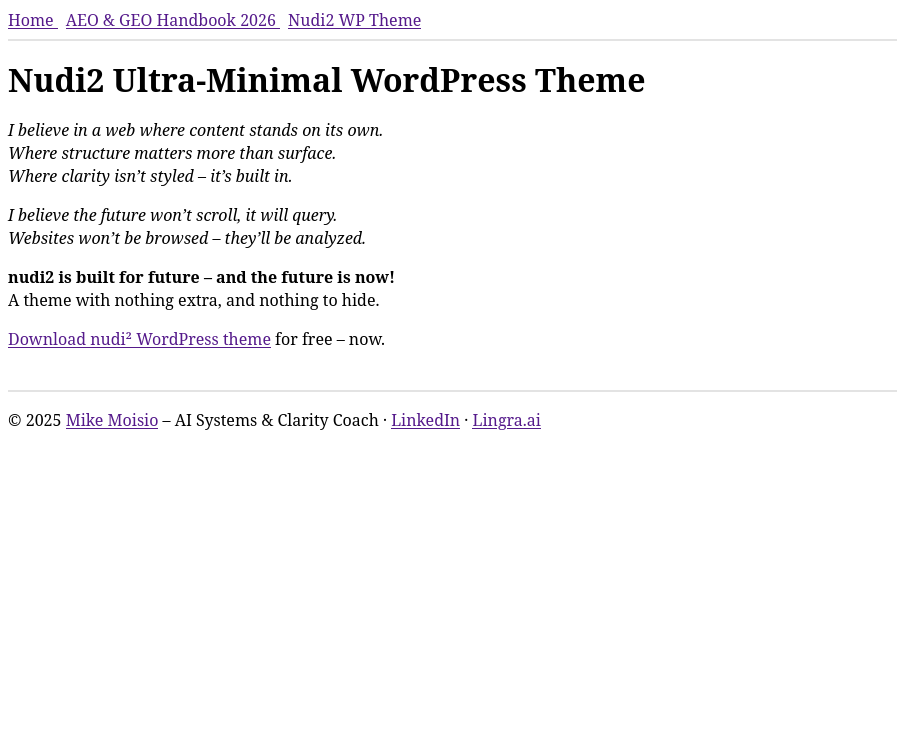 Home AEO & GEO Handbook 2026 Nudi2 WP Theme
Nudi2 Ultra-Minimal WordPress Theme
I believe in a web where content stands on its own.
Where structure matters more than surface.
Where clarity isn’t styled – it’s built in.
I believe the future won’t scroll, it will query.
Websites won’t be browsed – they’ll be analyzed.
nudi2 is built for future – and the future is now!
A theme with nothing extra, and nothing to hide.
Download nudi² WordPress theme for free – now.
© 2025 Mike Moisio – AI Systems & Clarity Coach · LinkedIn · Lingra.ai